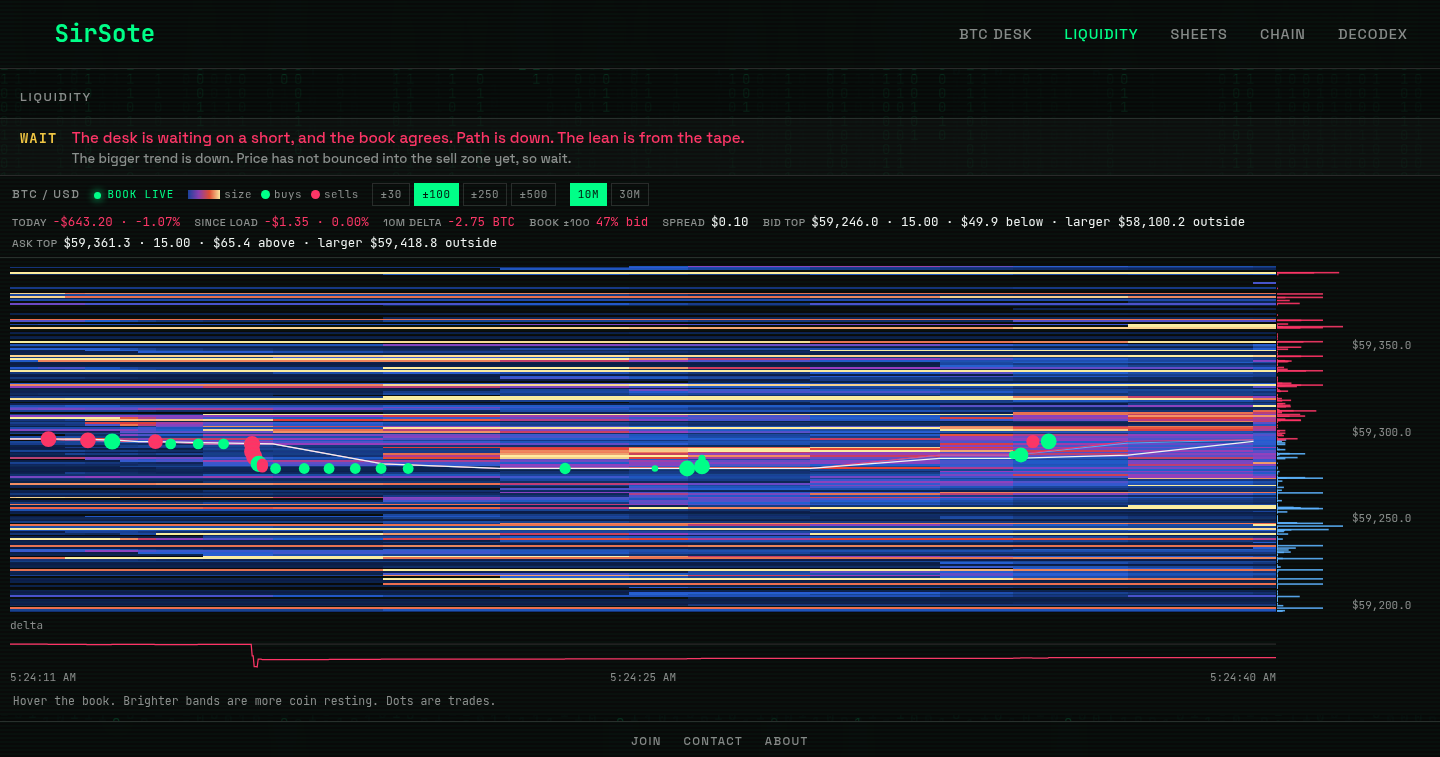 SirSote
BTC DESK LIQUIDITY SHEETS CHAIN DECODEX
LIQUIDITY
WAIT The desk is waiting on a short, and the book agrees. Path is down. The lean is from the tape.
The bigger trend is down. Price has not bounced into the sell zone yet, so wait.
BTC / USD BOOK LIVE size buys sells ±30 ±100 ±250 ±500 10M 30M
TODAY -$643.20 · -1.07% SINCE LOAD -$1.35 · 0.00% 10M DELTA -2.75 BTC BOOK ±100 47% bid SPREAD $0.10 BID TOP $59,246.0 · 15.00 · $49.9 below · larger $58,100.2 outside
ASK TOP $59,361.3 · 15.00 · $65.4 above · larger $59,418.8 outside
$59,350.0
$59,300.0
$59,250.0
$59,200.0
delta
5:24:11 AM 5:24:25 AM 5:24:40 AM
Hover the book. Brighter bands are more coin resting. Dots are trades.
JOIN CONTACT ABOUT